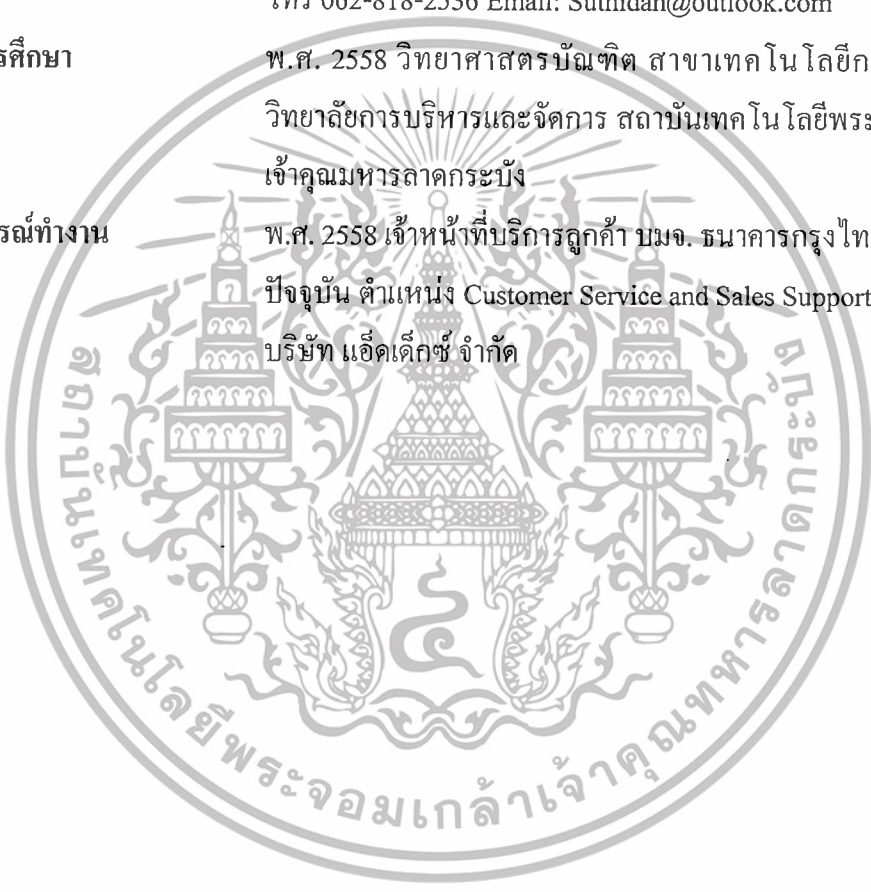 โทร 062-818-2536 Email: Suthidan@outlook.com
รศึกษา พ.ศ. 2558 วิทยาศาสตรบัณฑิต สาขาเทคโนโลยีก
วิทยาลัยการบริหารและจัดการ สถาบันเทคโนโลยีพระ
เจ้าคุณมหารลาดกระบัง
รณ์ทำงาน พ.ศ. 2558 เจ้าหน้าที่บริการลูกค้า บมจ. ธนาคารกรุงไท
ปัจจุบัน ตำแหน่ง Customer Service and Sales Support
บริษัท แอ็ดเด็กซ์ จำกัด
๔
สถาบันเทคโนโลยีพระจอมเกล้าเจ้าคุณทหารลาดกระบัง